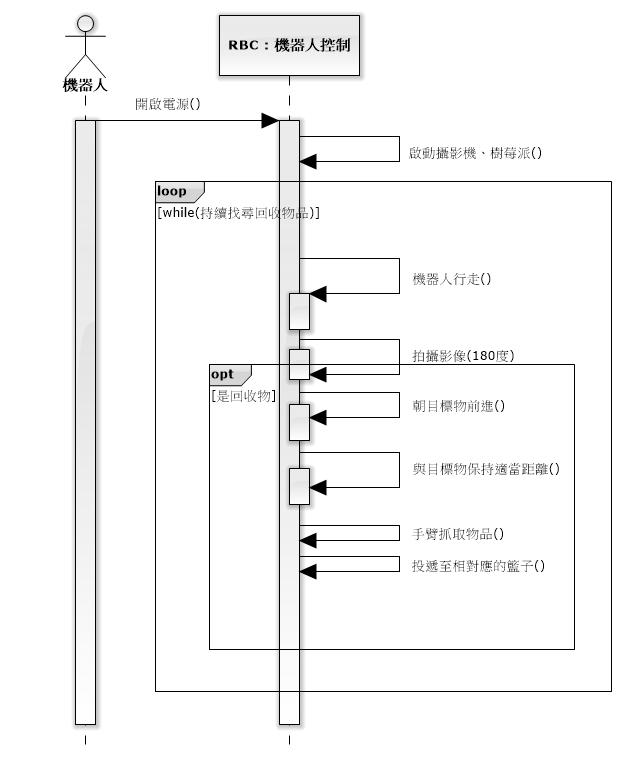 RBC：機器人控制
機器人
開啟電源()
啟動攝影機、樹莓派()
loop
[while(持續找尋回收物品)]
機器人行走()
拍攝影像(180度)
opt
[是回收物]
朝目標物前進()
與目標物保持適當距離()
手臂抓取物品()
投遞至相對應的籃子()